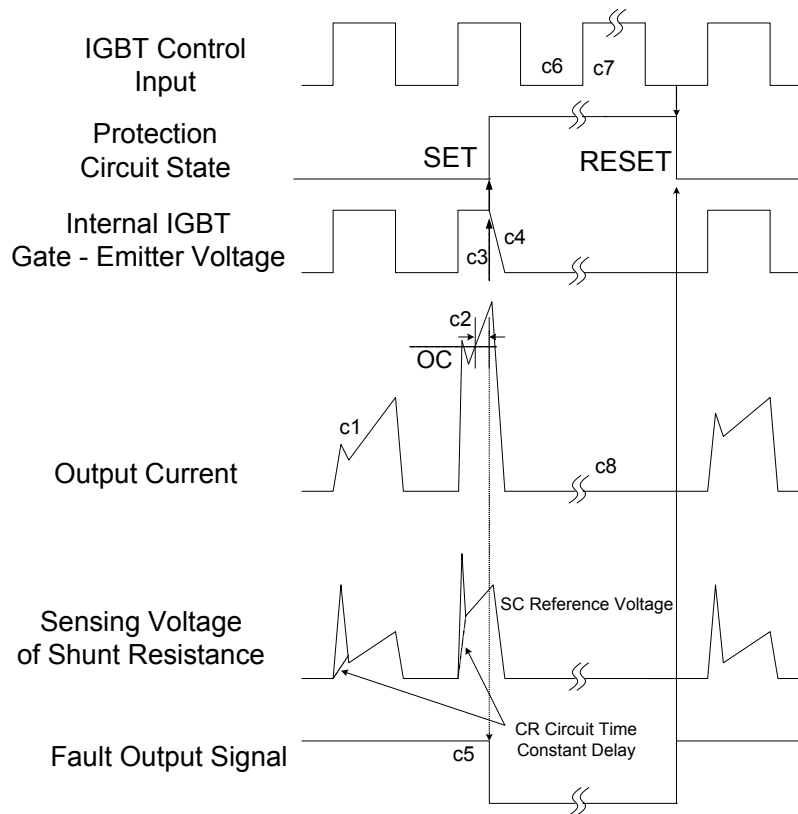 IGBT Control
Input
c6
c7
Protection
Circuit State
SET
RESET
Internal IGBT
Gate - Emitter Voltage
c3
c4
c2
OC
c1
Output Current
c8
SC Reference Voltage
Sensing Voltage
of Shunt Resistance
CR Circuit Time
Constant Delay
Fault Output Signal
c5